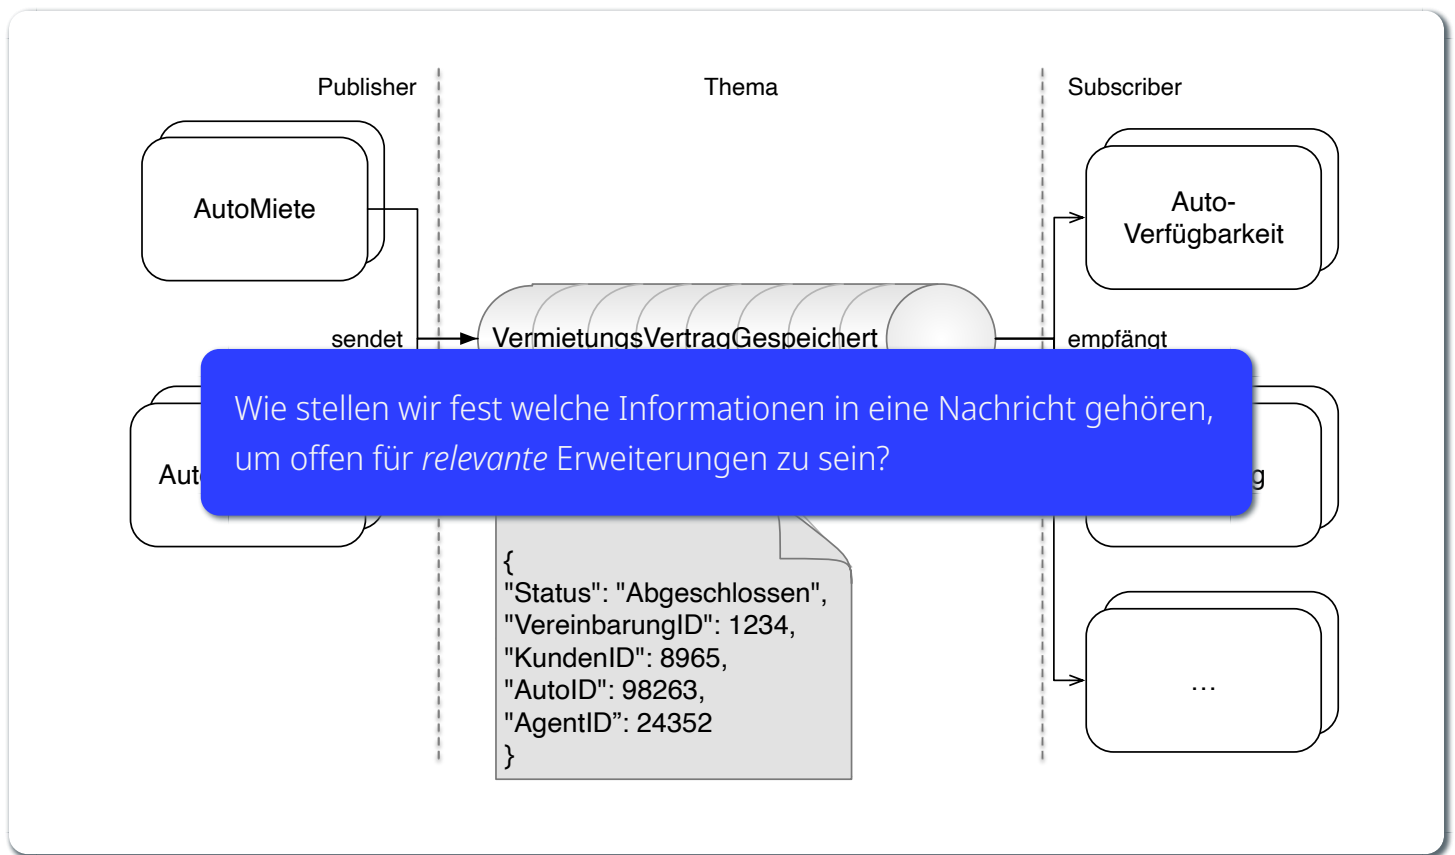 Publisher
Thema
Subscriber
AutoMiete
Auto-
Verfügbarkeit
sendet
VermietungsVertragGespeichert
empfängt
Wie stellen wir fest welche Informationen in eine Nachricht gehören,
um offen für relevante Erweiterungen zu sein?
{
"Status": "Abgeschlossen",
"VereinbarungID": 1234,
"KundenID": 8965,
"AutoID": 98263,
"AgentID”: 24352
}
…